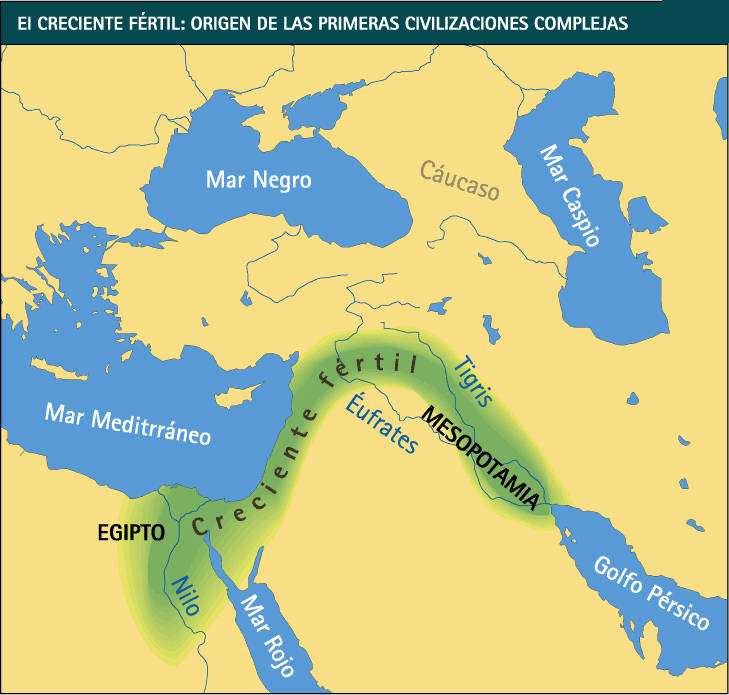 El CRECIENTE FÉRTIL: ORIGEN DE LAS PRIMERAS CIVILIZACIONES COMPLEJAS
Mar Negro
Cáucaso
Mar Caspio
Mar Meditrráneo
Creciente fértil
Tigris
Éufrates
MESOPOTAMIA
EGIPTO
Nilo
Mar Rojo
Golfo Pérsico